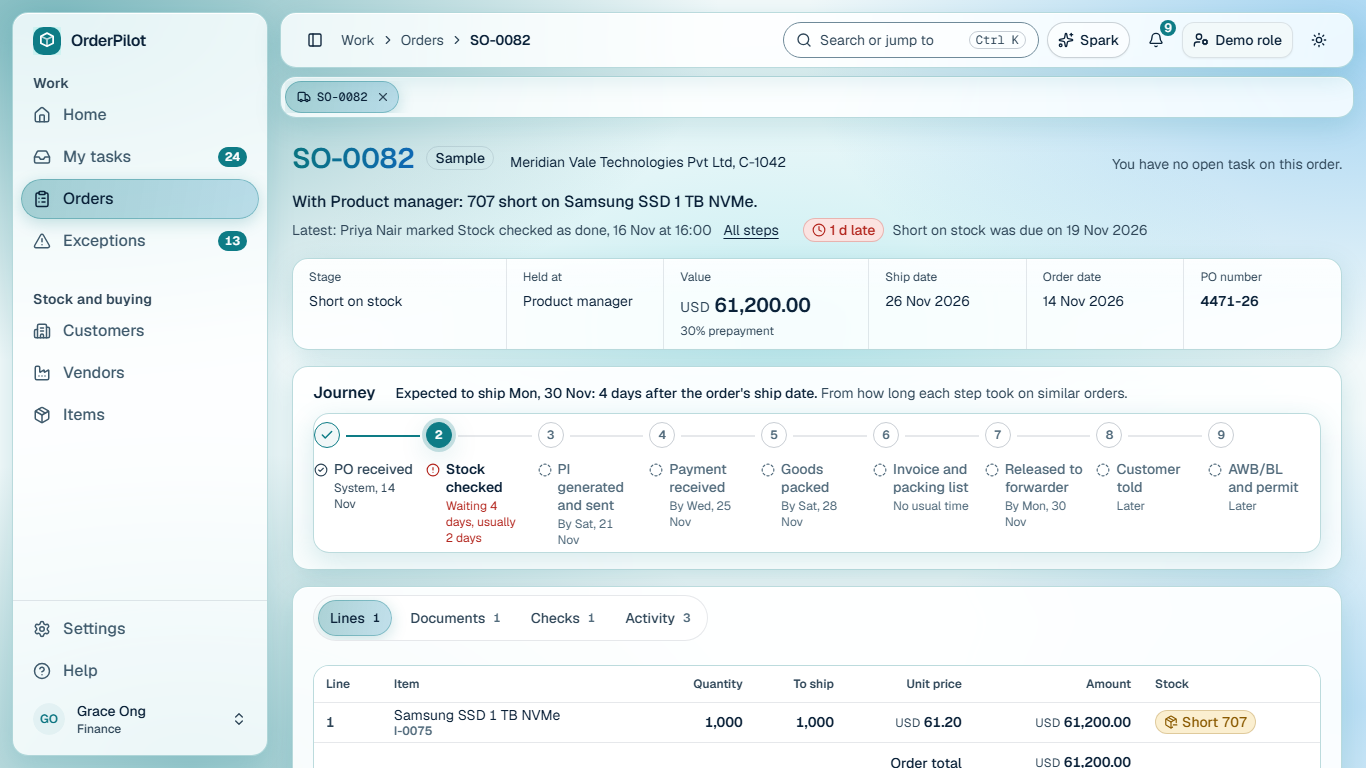 OrderPilot
Work
Home
My tasks 24
Orders
Exceptions 13
Stock and buying
Customers
Vendors
Items
Settings
Help
GO Grace Ong
Finance
Work > Orders > SO-0082
Search or jump to Ctrl K
Spark
9
Demo role
SO-0082 ×
SO-0082 Sample Meridian Vale Technologies Pvt Ltd, C-1042
You have no open task on this order.
With Product manager: 707 short on Samsung SSD 1 TB NVMe.
Latest: Priya Nair marked Stock checked as done, 16 Nov at 16:00 All steps 1 d late Short on stock was due on 19 Nov 2026
Stage
Short on stock
Held at
Product manager
Value
USD 61,200.00
30% prepayment
Ship date
26 Nov 2026
Order date
14 Nov 2026
PO number
4471-26
Journey Expected to ship Mon, 30 Nov: 4 days after the order's ship date. From how long each step took on similar orders.
PO received
System, 14
Nov
2
Stock
checked
Waiting 4
days, usually
2 days
3
PI
generated
and sent
By Sat, 21
Nov
4
Payment
received
By Wed, 25
Nov
5
Goods
packed
By Sat, 28
Nov
6
Invoice and
packing list
No usual time
7
Released to
forwarder
By Mon, 30
Nov
8
Customer
told
Later
9
AWB/BL
and permit
Later
Lines 1 Documents 1 Checks 1 Activity 3
Line Item Quantity To ship Unit price Amount Stock
1 Samsung SSD 1 TB NVMe 1,000 1,000 USD 61.20 USD 61,200.00 Short 707
I-0075
Order total USD 61,200.00